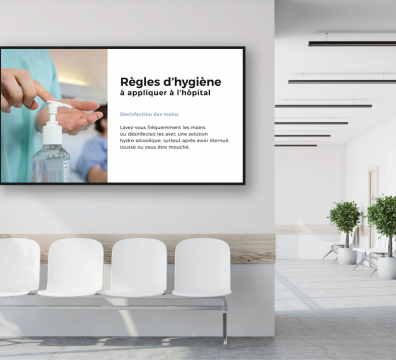 Règles d'hygiène
à appliquer à l'hôpital
Désinfection des mains
Lavez-vous fréquemment les mains
ou désinfectez-les avec une solution
hydro-alcoolique, surtout après avoir éternué,
toussé ou vous être mouché.